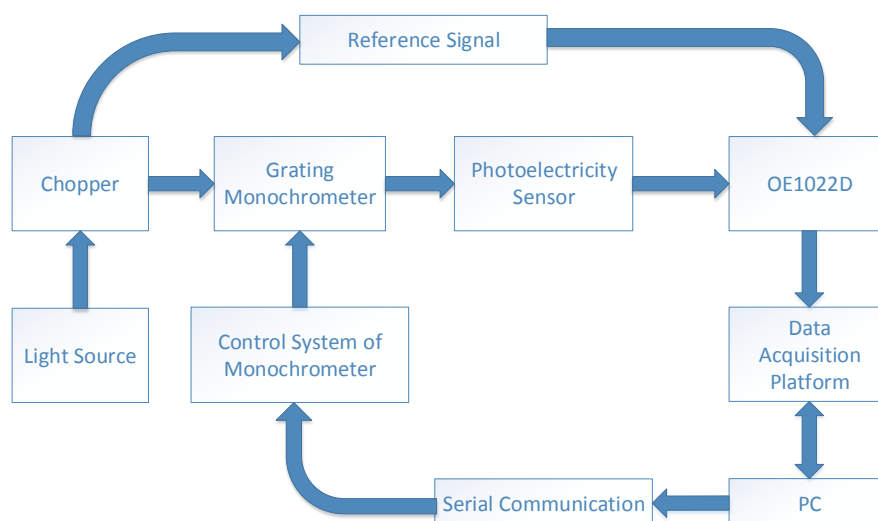 Reference Signal
Chopper
Grating
Monochrometer
Photoelectricity
Sensor
OE1022D
Light Source
Control System of
Monochrometer
Data
Acquisition
Platform
Serial Communication
PC